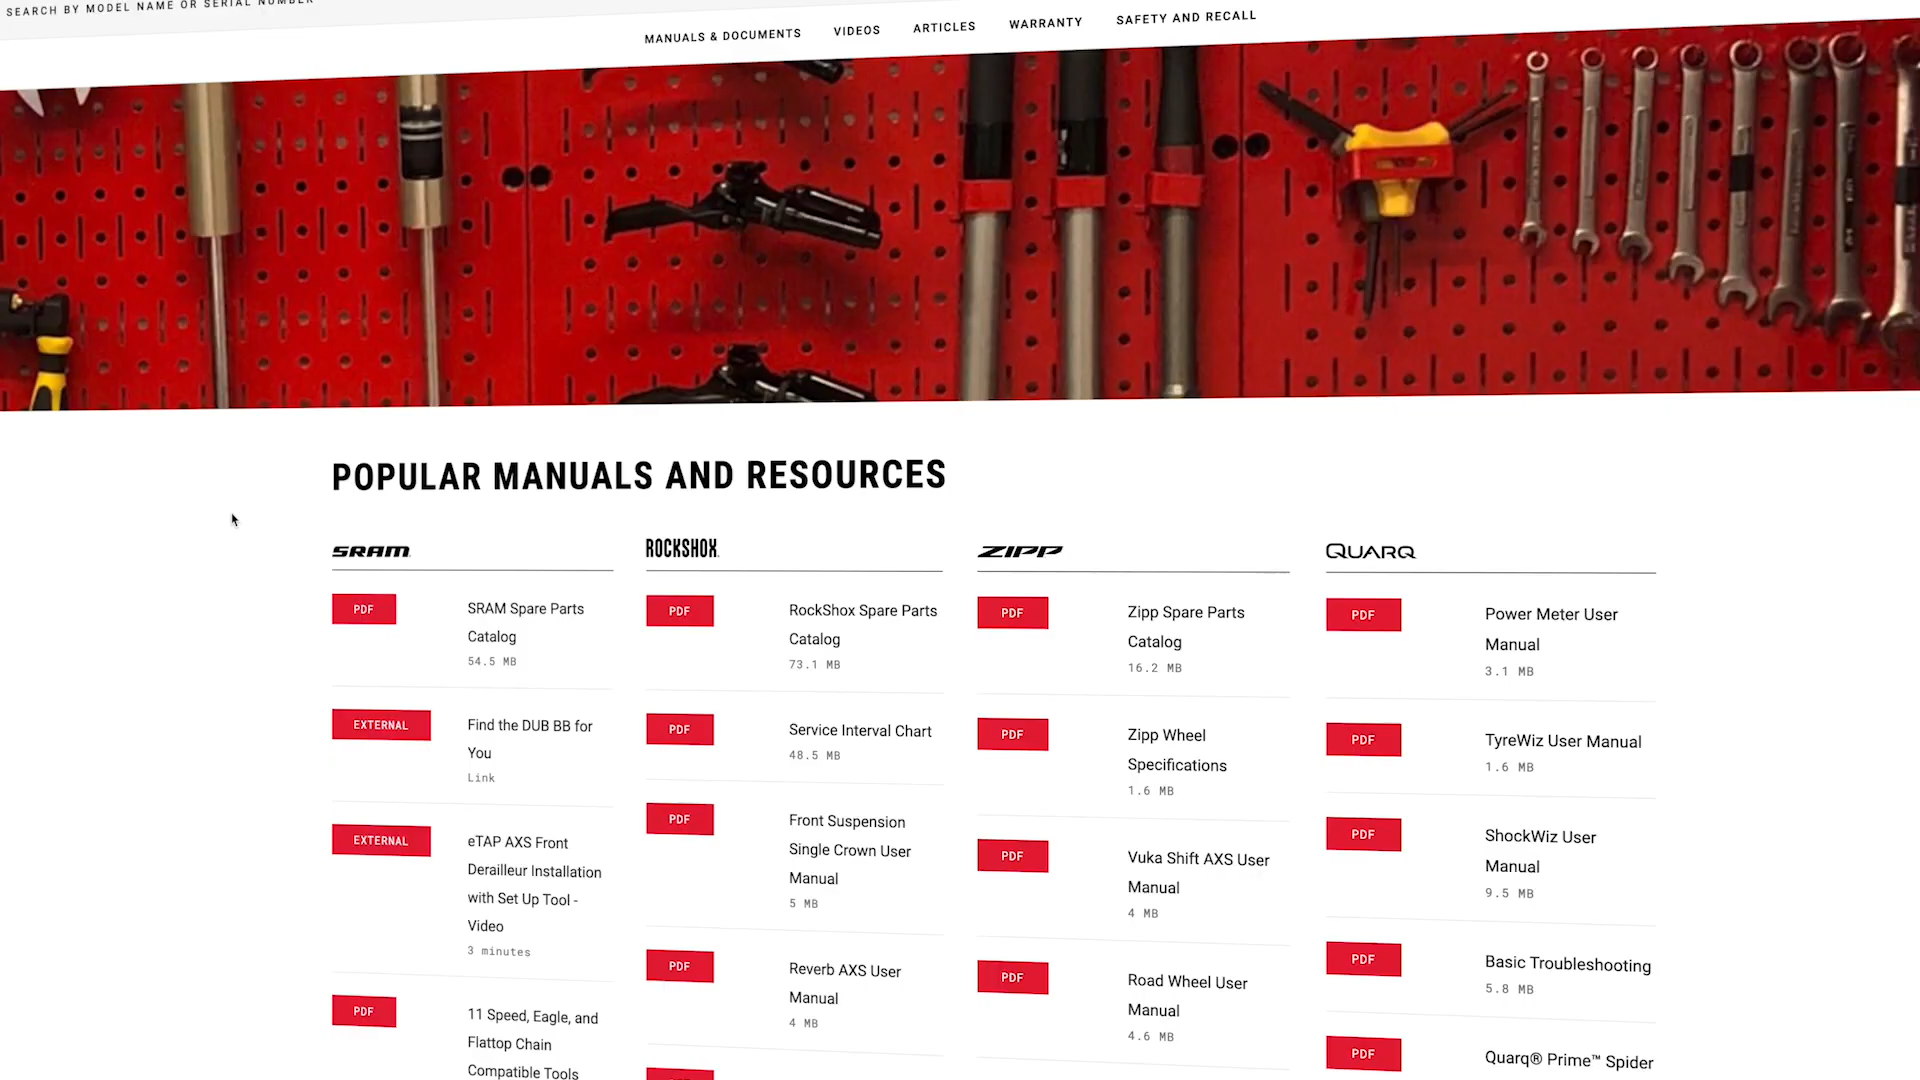 SEARCH BY MODEL NAME OR SERIAL NUMBER
MANUALS & DOCUMENTS VIDEOS ARTICLES WARRANTY SAFETY AND RECALL
POPULAR MANUALS AND RESOURCES
SRAM
PDF
SRAM Spare Parts
Catalog
54.5 MB
EXTERNAL
Find the DUB BB for
You
Link
EXTERNAL
eTAP AXS Front
Derailleur Installation
with Set Up Tool -
Video
3 minutes
PDF
11 Speed, Eagle, and
Flattop Chain
Compatible Tools
ROCKSHOX
PDF
RockShox Spare Parts
Catalog
73.1 MB
PDF
Service Interval Chart
48.5 MB
PDF
Front Suspension
Single Crown User
Manual
5 MB
PDF
Reverb AXS User
Manual
4 MB
ZIPP
PDF
Zipp Spare Parts
Catalog
16.2 MB
PDF
Zipp Wheel
Specifications
1.6 MB
PDF
Vuka Shift AXS User
Manual
4 MB
PDF
Road Wheel User
Manual
4.6 MB
QUARQ
PDF
Power Meter User
Manual
3.1 MB
PDF
TyreWiz User Manual
1.6 MB
PDF
ShockWiz User
Manual
9.5 MB
PDF
Basic Troubleshooting
5.8 MB
PDF
Quarq® Prime™ Spider